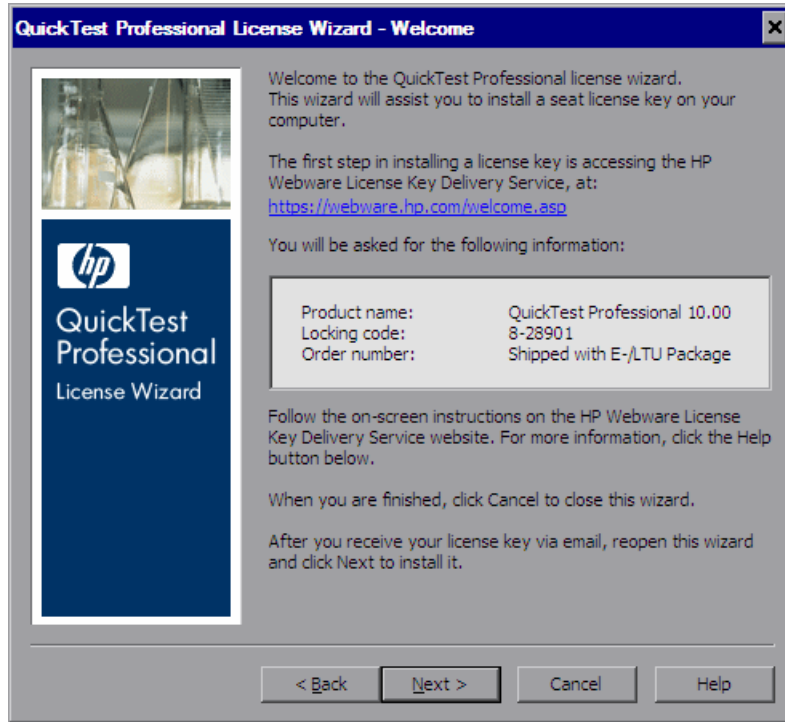 QuickTest Professional License Wizard - Welcome
Welcome to the QuickTest Professional license wizard.
This wizard will assist you to install a seat license key on your
computer.
The first step in installing a license key is accessing the HP
Webware License Key Delivery Service, at:
https://webware.hp.com/welcome.asp
You will be asked for the following information:
hp
QuickTest
Professional
License Wizard
Product name: QuickTest Professional 10.00
Locking code: 8-28901
Order number: Shipped with E-/LTU Package
Follow the on-screen instructions on the HP Webware License
Key Delivery Service website. For more information, click the Help
button below.
When you are finished, click Cancel to close this wizard.
After you receive your license key via email, reopen this wizard
and click Next to install it.
< Back Next > Cancel Help